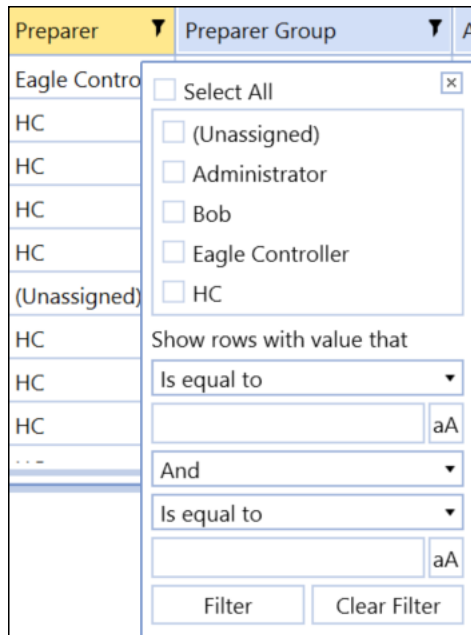 Preparer Preparer Group A
Eagle Contro
HC
HC
HC
HC
(Unassigned)
HC
HC
HC
Select All
(Unassigned)
Administrator
Bob
Eagle Controller
HC
Show rows with value that
Is equal to
aA
And
Is equal to
aA
Filter Clear Filter